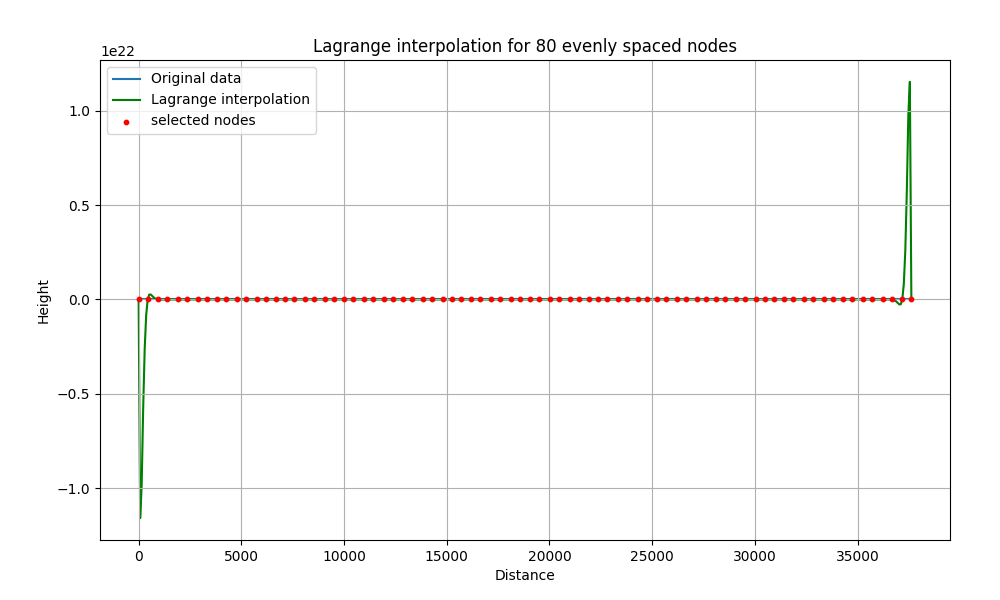 Lagrange interpolation for 80 evenly spaced nodes
1e22
Original data
Lagrange interpolation
selected nodes
1.0
0.5
0.0
−0.5
−1.0
Height
0 5000 10000 15000 20000 25000 30000 35000
Distance